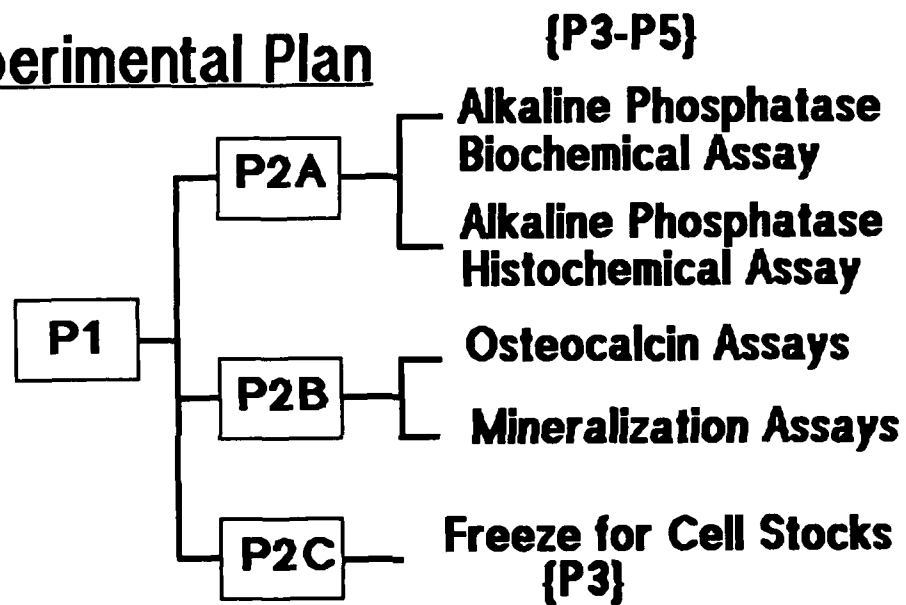 {P3-P5}
perimental Plan
Alkaline Phosphatase
Biochemical Assay
P2A
Alkaline Phosphatase
Histochemical Assay
P1
Osteocalcin Assays
P2B
Mineralization Assays
P2C
Freeze for Cell Stocks
{P3}